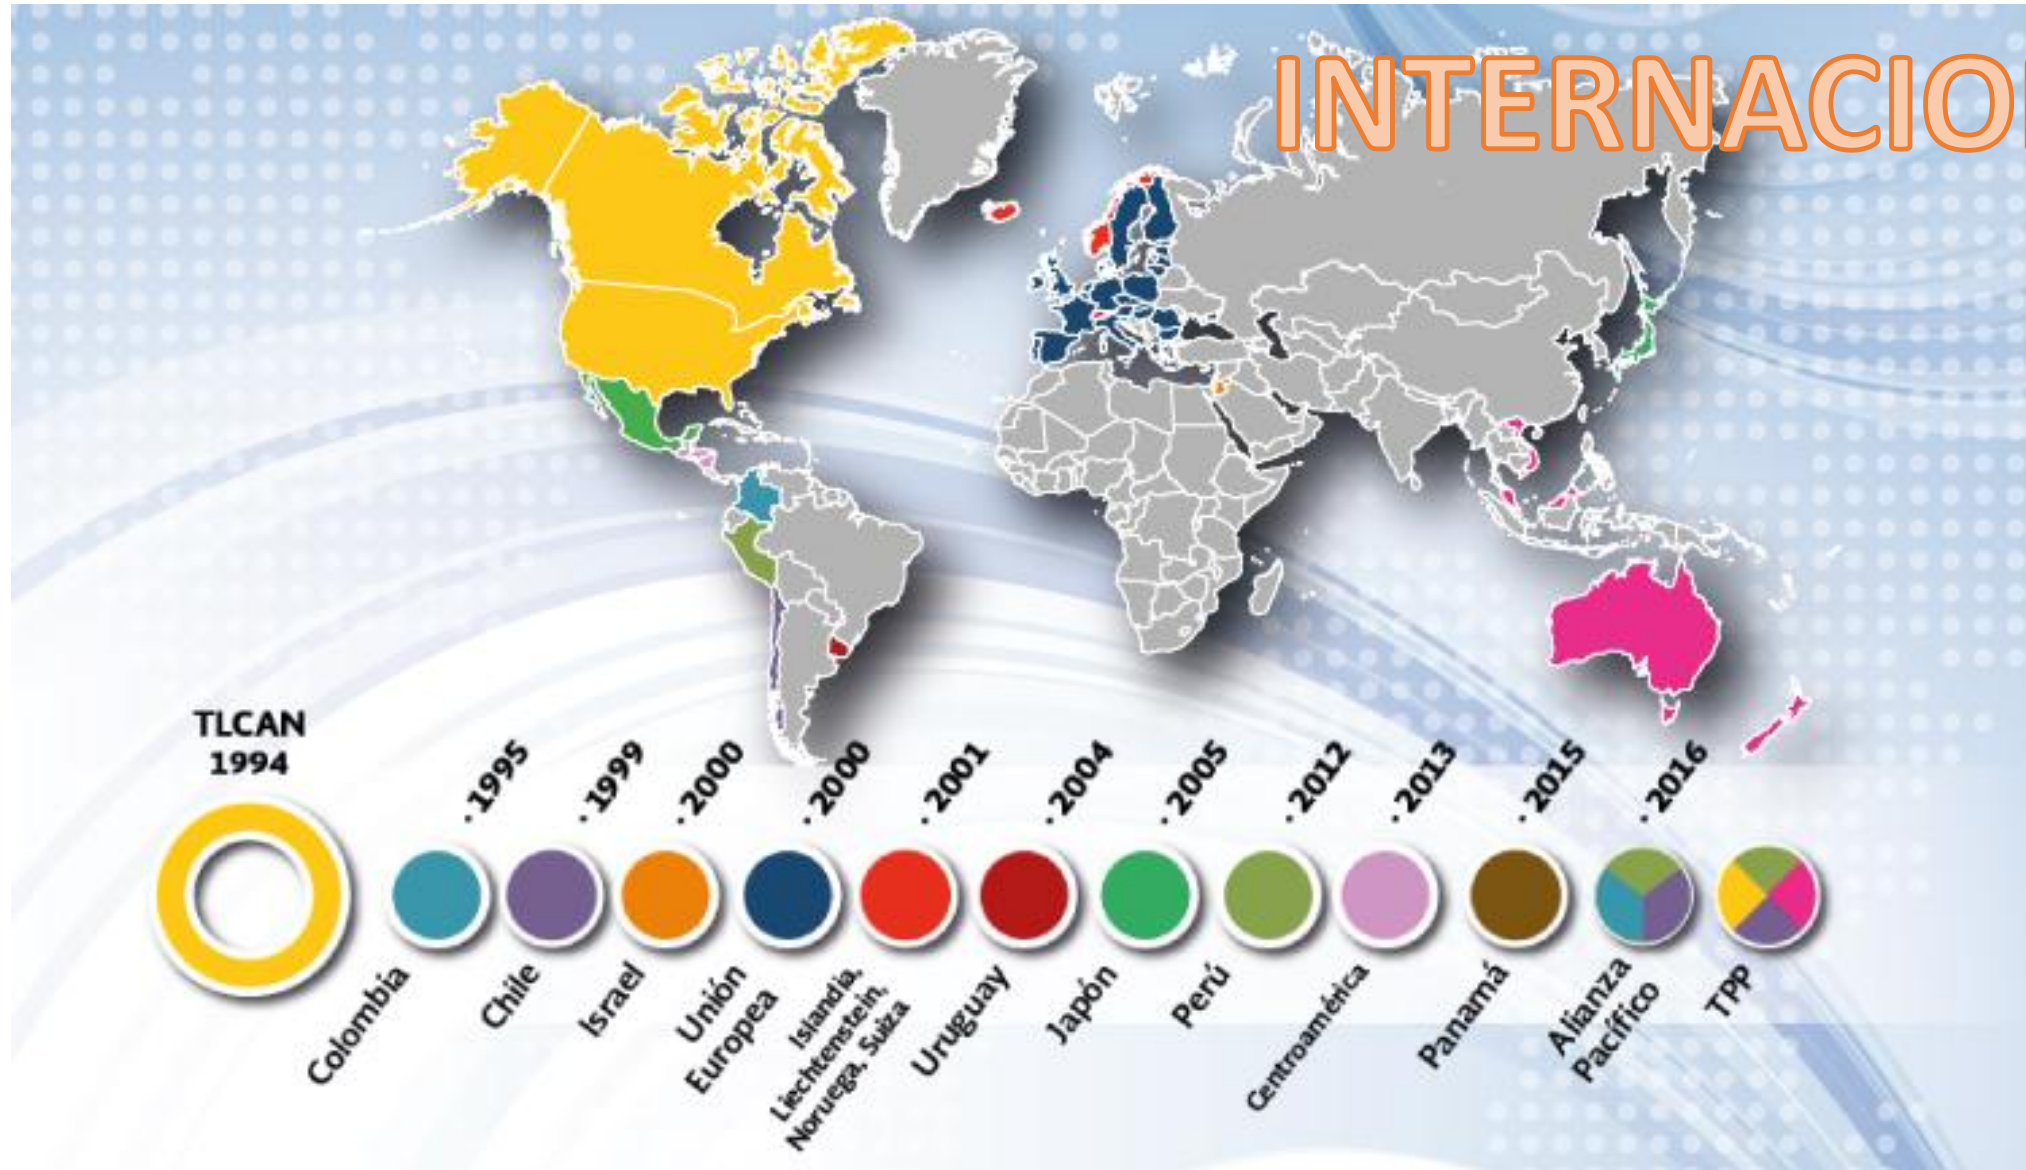 INTERNACIO
TLCAN
1994
. 1995
. 1999
. 2000
. 2000
. 2001
. 2004
. 2005
. 2012
. 2013
. 2015
. 2016
Colombia
Chile
Israel
Unión
Europea
Islandia,
Liechtenstein,
Noruega, Suiza
Uruguay
Japón
Perú
Centroamérica
Panamá
Alianza
Pacífico
TPP